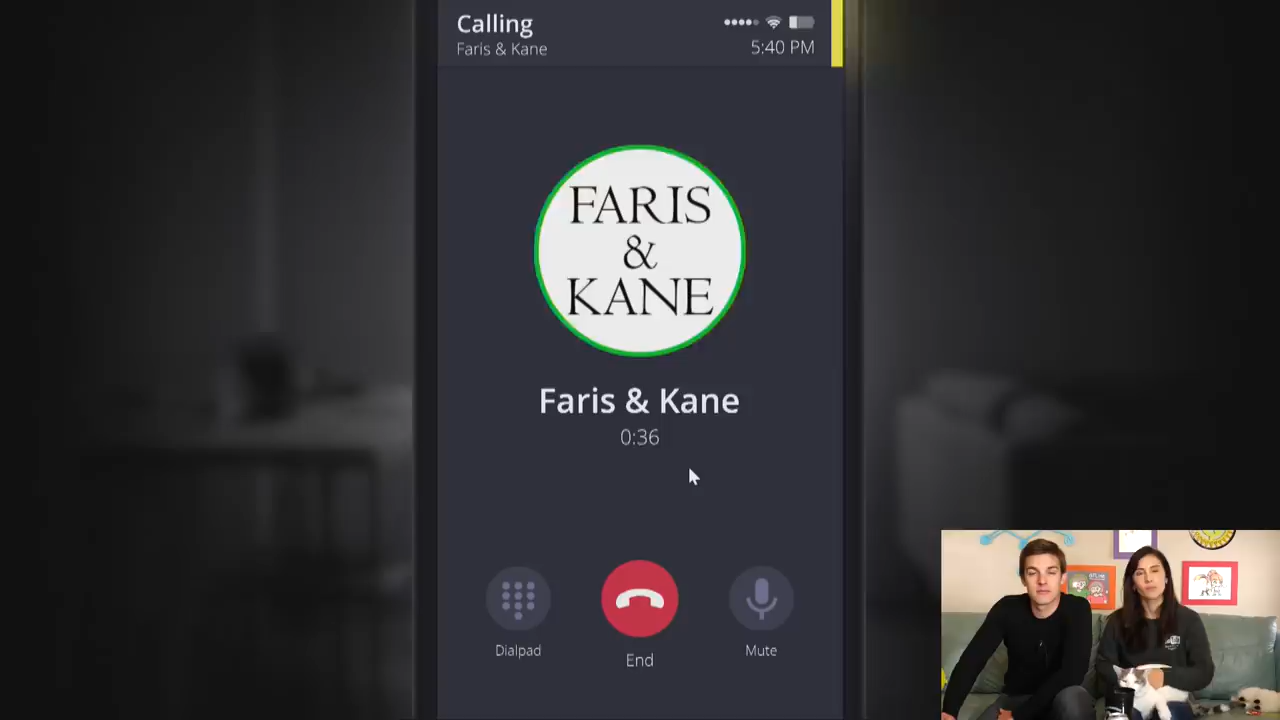 Calling
Faris & Kane
5:40 PM
FARIS
&
KANE
Faris & Kane
0:36
Dialpad
End
Mute